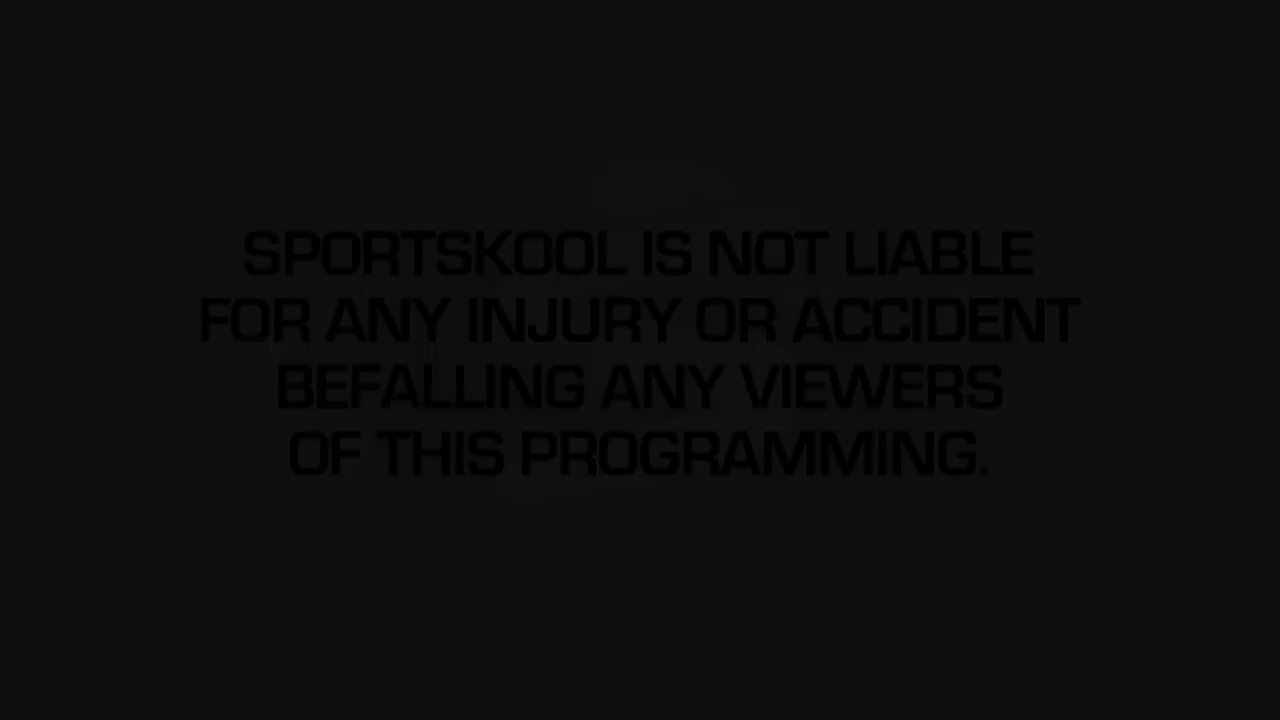 SPORTSKOOL IS NOT LIABLE
FOR ANY INJURY OR ACCIDENT
BEFALLING ANY VIEWERS
OF THIS PROGRAMMING.